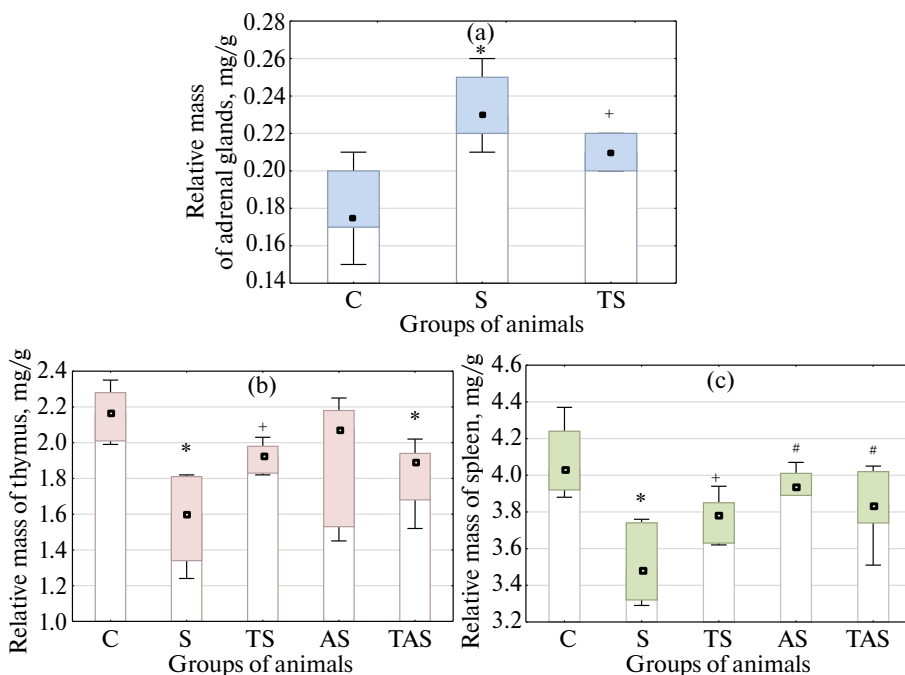 (a)
Relative mass
of adrenal glands, mg/g
0.28
0.26
0.24
0.22
0.20
0.18
0.16
0.14
*
+
C S TS
Groups of animals
(b)
Relative mass of thymus, mg/g
2.4
2.2
2.0
1.8
1.6
1.4
1.2
1.0
* + *
C S TS AS TAS
Groups of animals
(c)
Relative mass of spleen, mg/g
4.6
4.4
4.2
4.0
3.8
3.6
3.4
3.2
* + # #
C S TS AS TAS
Groups of animals